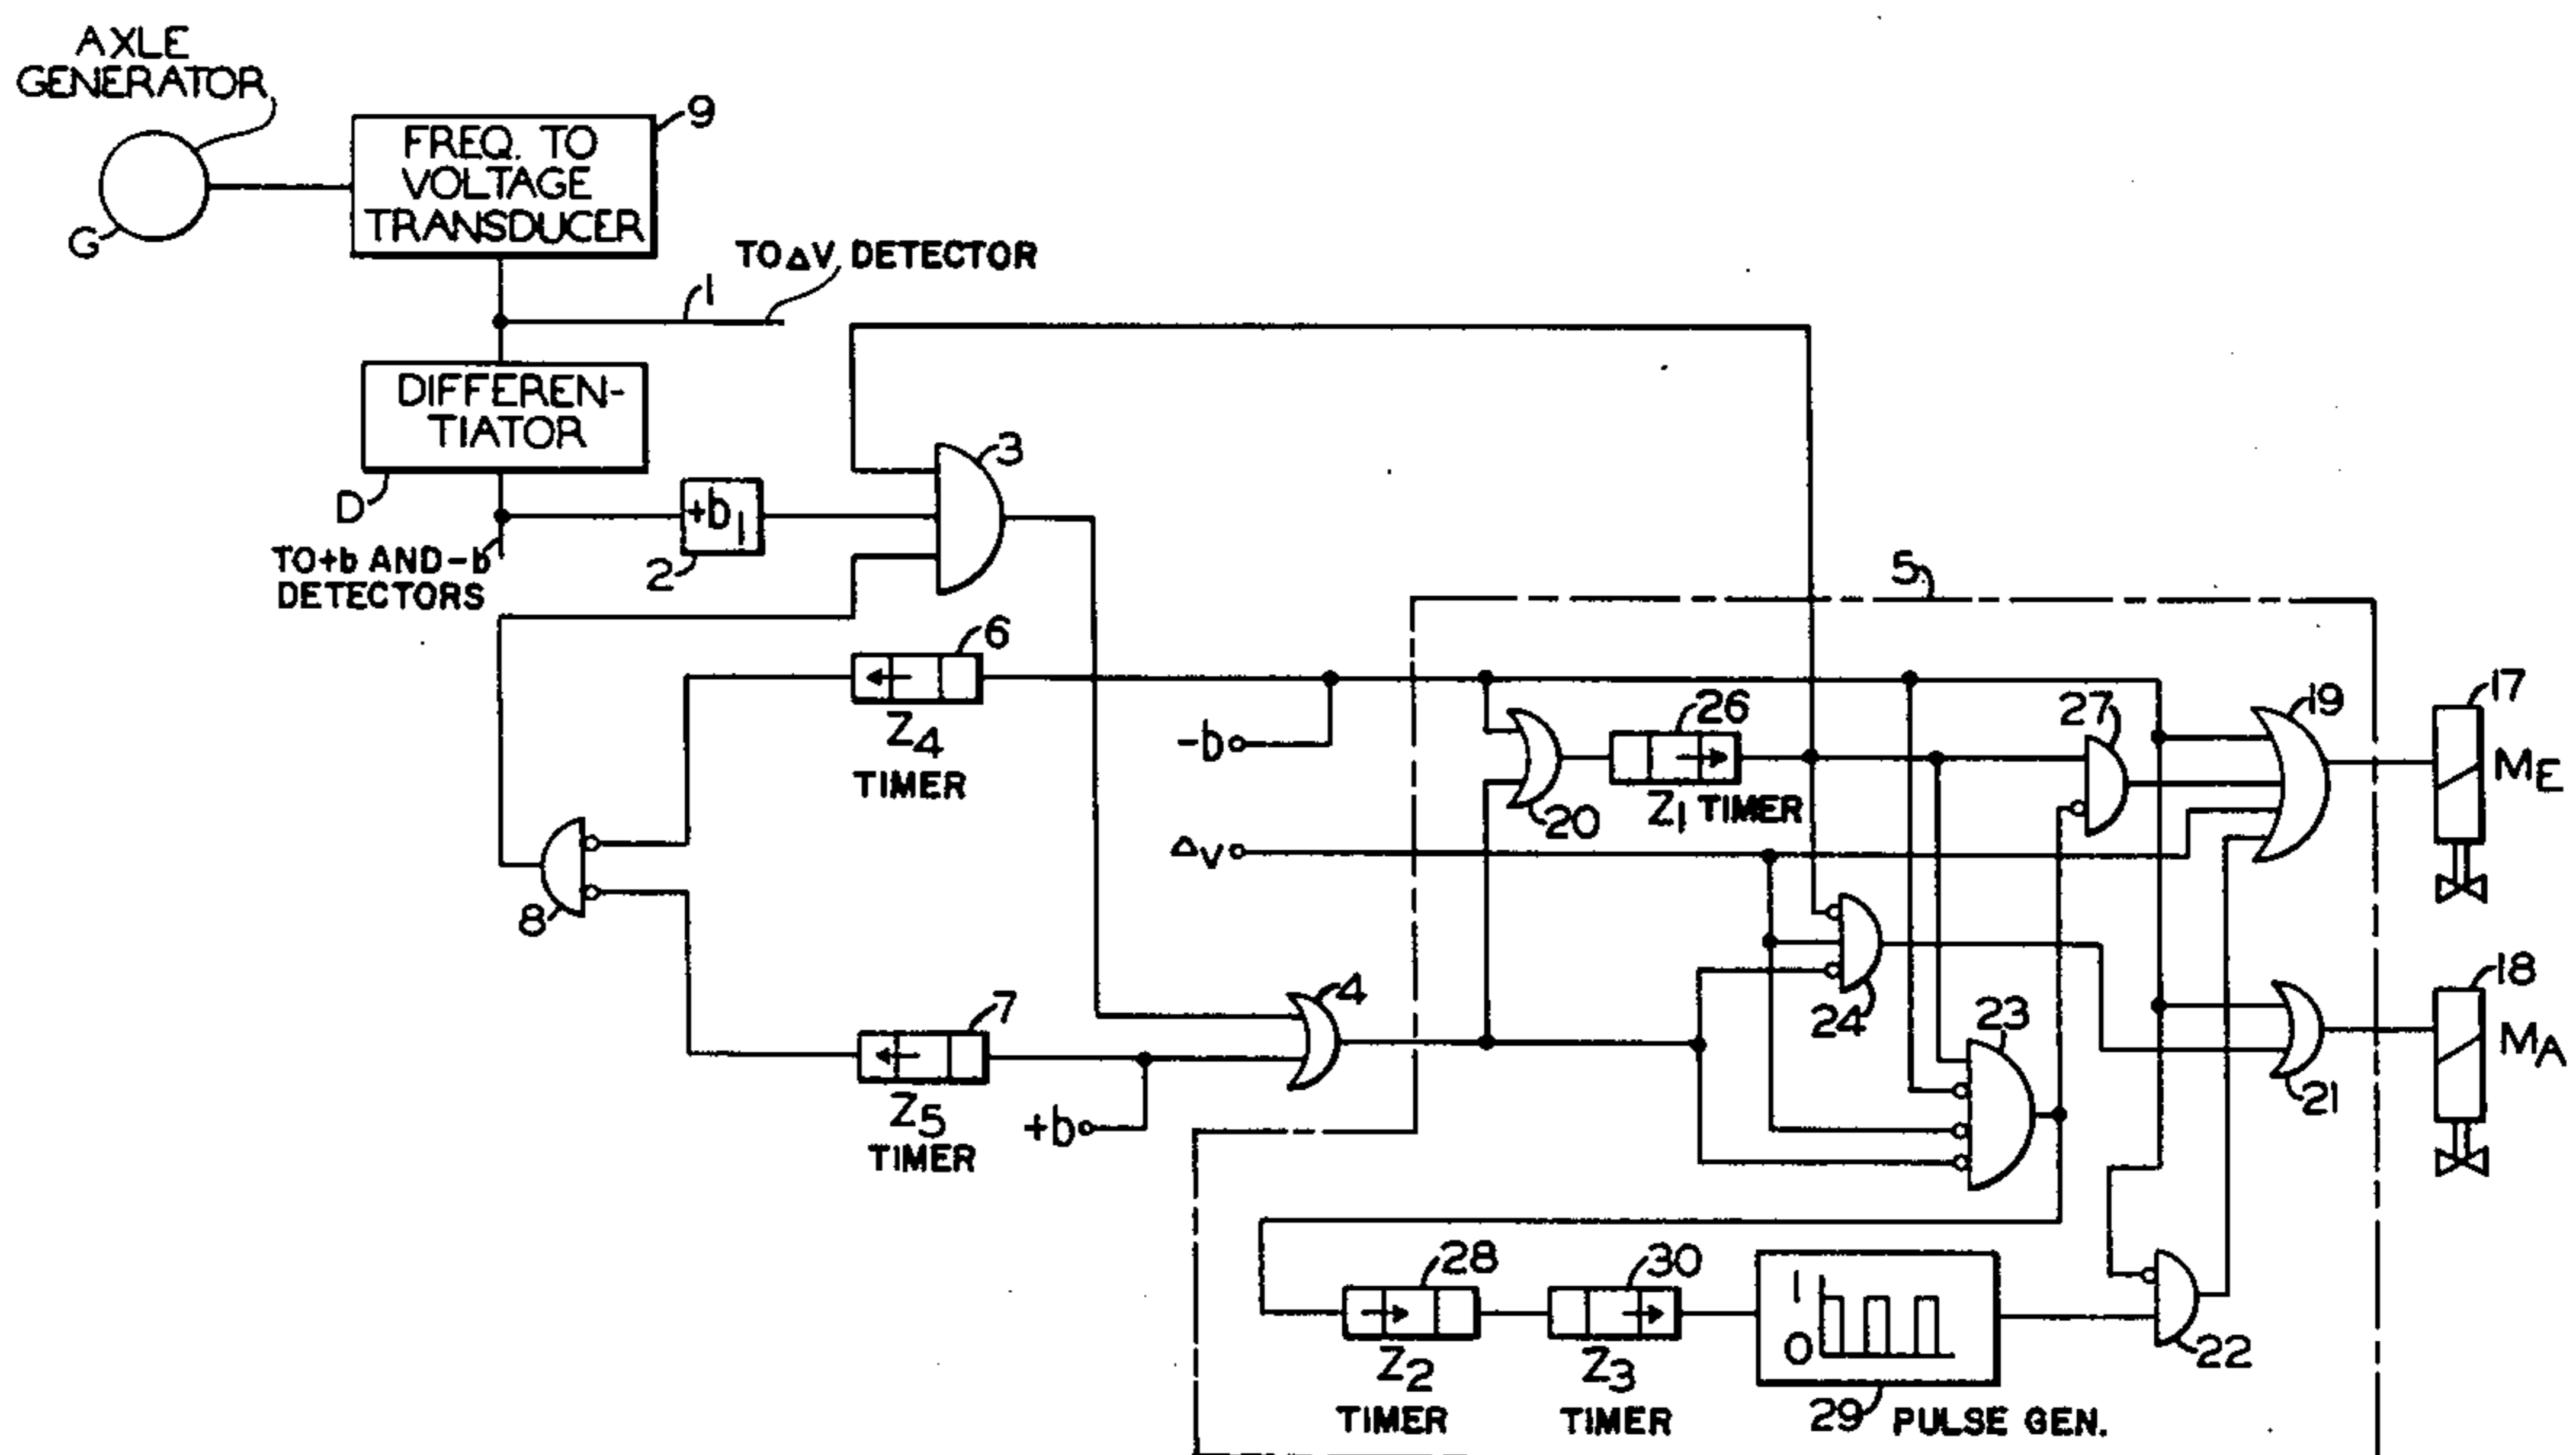 AXLE
GENERATOR
G
FREQ. TO
VOLTAGE
TRANSDUCER
9
TO ΔV DETECTOR
1
DIFFEREN-
TIATOR
D
TO +b AND -b
DETECTORS
+b1
2
3
5
6
Z4
TIMER
-b
26
Z1 TIMER
20
27
19
17
ME
ΔV
8
24
23
18
MA
21
4
7
Z5
TIMER
+b
28
Z2
TIMER
30
Z3
TIMER
1
0
29 PULSE GEN.
22